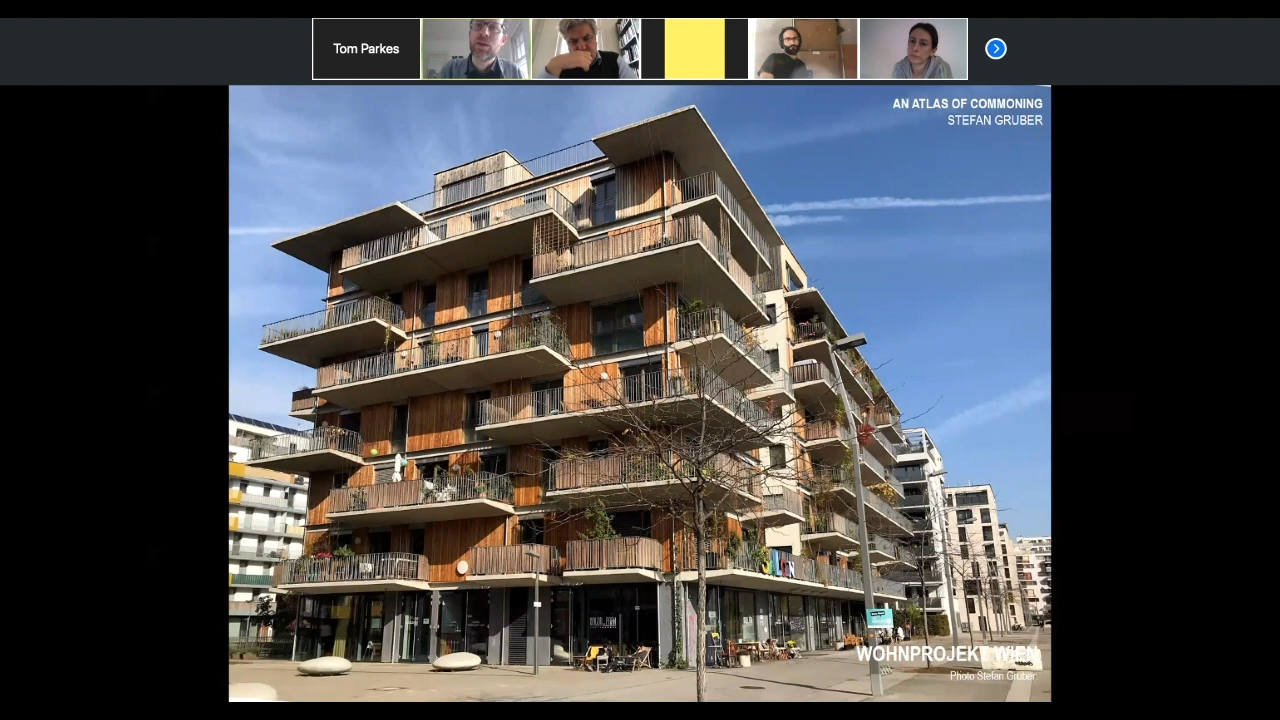 Tom Parkes
AN ATLAS OF COMMONING
STEFAN GRUBER
WOHNPROJEKT WIEN
Photo Stefan Gruber